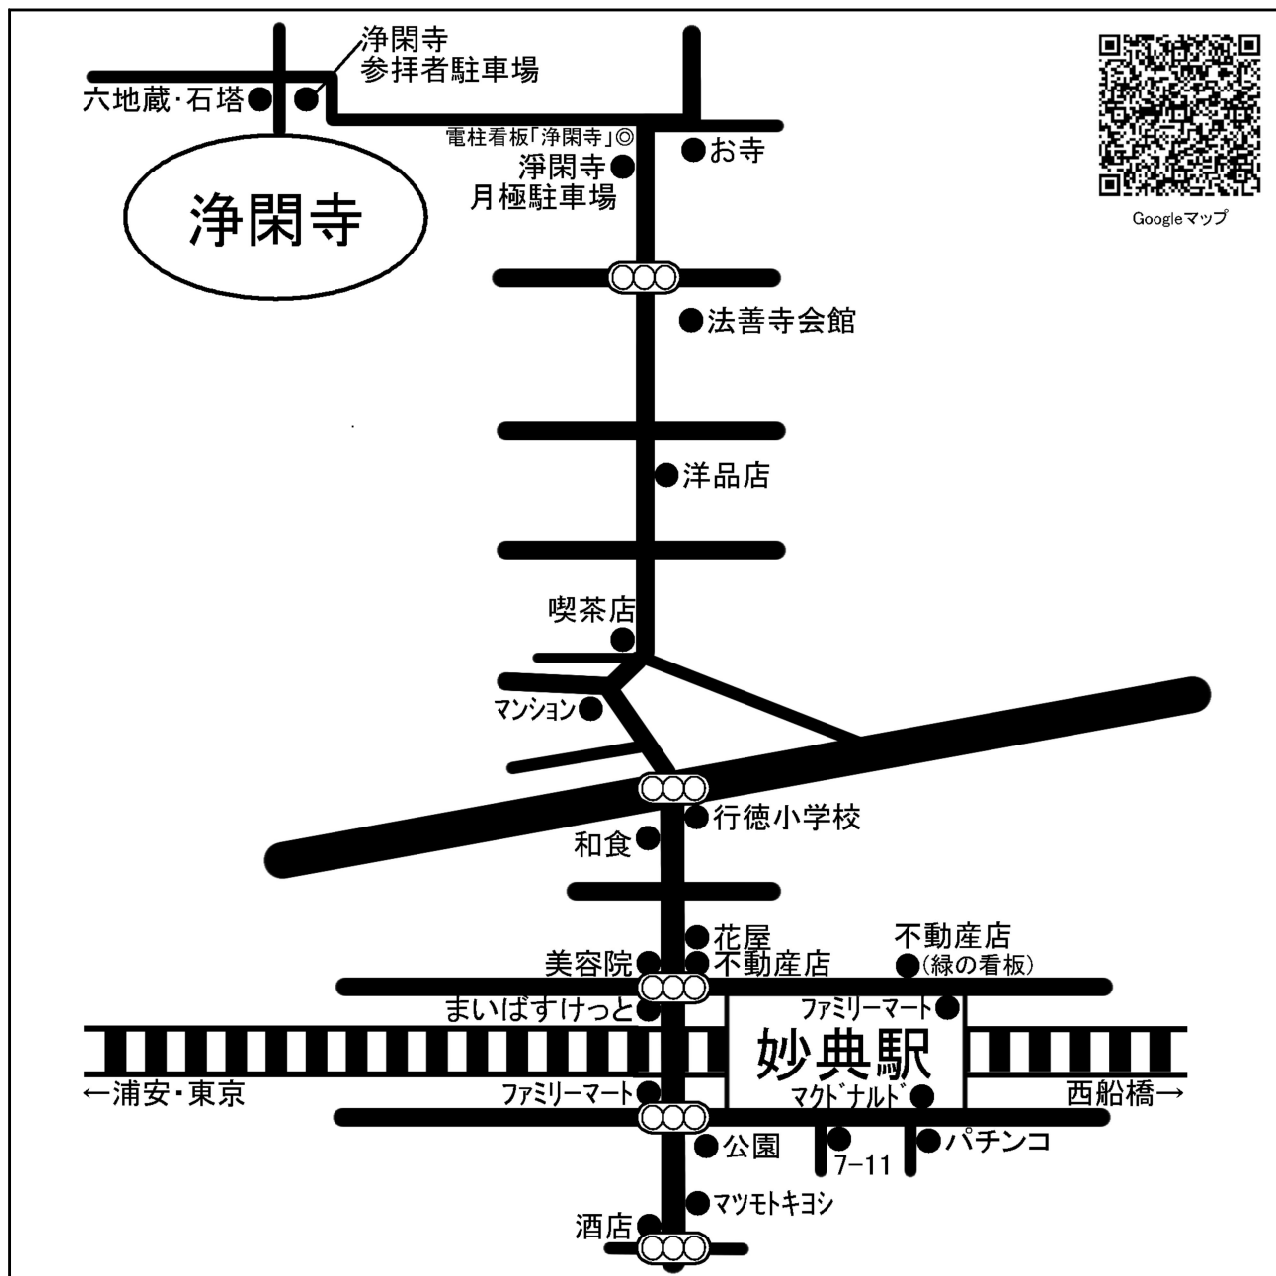 浄閑寺
参拝者駐車場
六地蔵・石塔
電柱看板「浄閑寺」◎
お寺
淨閑寺
月極駐車場
浄閑寺
Googleマップ
法善寺会館
洋品店
喫茶店
マンション
行徳小学校
和食
花屋
不動産店
美容院
不動産店
(緑の看板)
まいばすけっと
ファミリーマート
妙典駅
←浦安・東京
ファミリーマート
マクドナルド
西船橋→
公園
7-11
パチンコ
マツモトキヨシ
酒店